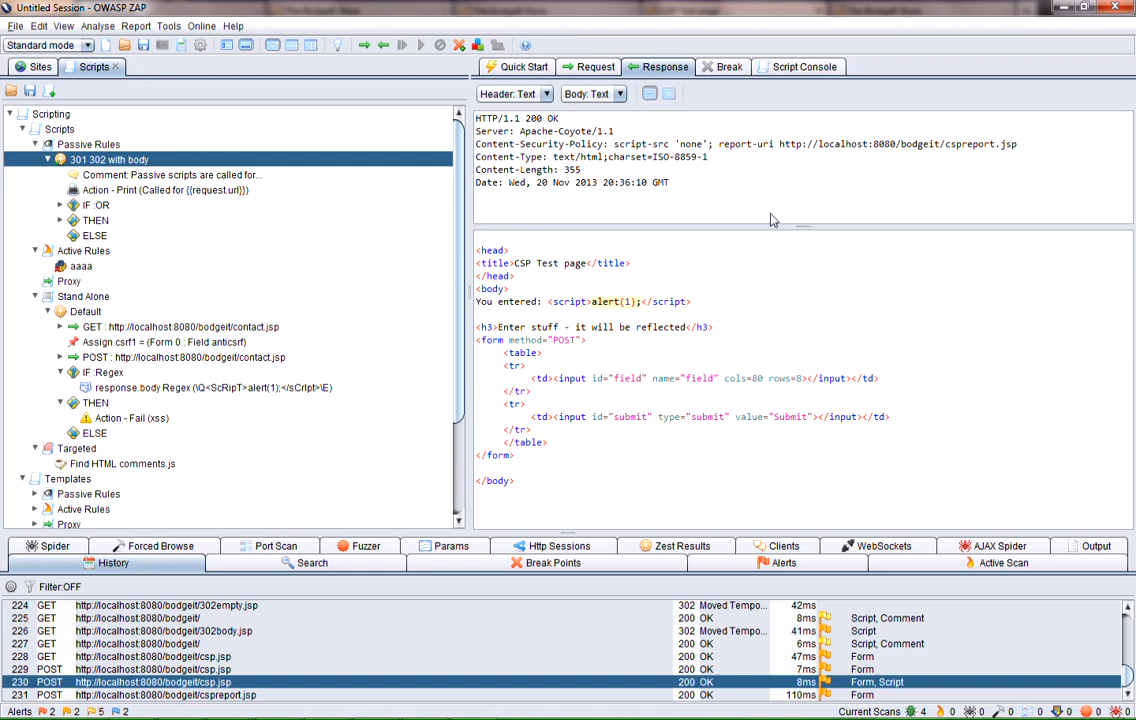 Untitled Session - OWASP ZAP
File Edit View Analyse Report Tools Online Help
Standard mode
Sites Scripts
Quick Start Request Response Break Script Console
Header: Text Body: Text
Scripting
Scripts
Passive Rules
301 302 with body
Comment: Passive scripts are called for...
Action - Print (Called for {{request.url}})
IF :OR
THEN
ELSE
Active Rules
aaaa
Proxy
Stand Alone
Default
GET : http://localhost:8080/bodgeit/contact.jsp
Assign csrf1 = (Form 0 : Field anticsrf)
POST : http://localhost:8080/bodgeit/contact.jsp
IF :Regex
response.body Regex (\Q<ScRipT>alert(1);</sCrIpt>\E)
THEN
Action - Fail (xss)
ELSE
Targeted
Find HTML comments.js
Templates
Passive Rules
Active Rules
Proxy
HTTP/1.1 200 OK
Server: Apache-Coyote/1.1
Content-Security-Policy: script-src 'none'; report-uri http://localhost:8080/bodgeit/cspreport.jsp
Content-Type: text/html;charset=ISO-8859-1
Content-Length: 355
Date: Wed, 20 Nov 2013 20:36:10 GMT
<head>
<title>CSP Test page</title>
</head>
<body>
You entered: <script>alert(1);</script>
<h3>Enter stuff - it will be reflected</h3>
<form method="POST">
<table>
<tr>
<td><input id="field" name="field" cols=80 rows=8></input></td>
</tr>
<tr>
<td><input id="submit" type="submit" value="Submit"></input></td>
</tr>
</table>
</form>
</body>
Spider Forced Browse Port Scan Fuzzer Params Http Sessions Zest Results Clients WebSockets AJAX Spider Output
History Search Break Points Alerts Active Scan
Filter:OFF
224 GET http://localhost:8080/bodgeit/302empty.jsp 302 Moved Tempo... 42ms
225 GET http://localhost:8080/bodgeit/ 200 OK 8ms Script, Comment
226 GET http://localhost:8080/bodgeit/302body.jsp 302 Moved Tempo... 41ms Script
227 GET http://localhost:8080/bodgeit/ 200 OK 6ms Script, Comment
228 GET http://localhost:8080/bodgeit/csp.jsp 200 OK 47ms Form
229 POST http://localhost:8080/bodgeit/csp.jsp 200 OK 7ms Form
230 POST http://localhost:8080/bodgeit/csp.jsp 200 OK 8ms Form, Script
231 POST http://localhost:8080/bodgeit/cspreport.jsp 200 OK 110ms Form
Alerts 2 2 5 2 Current Scans 4 0 0 0 0 0 0 0